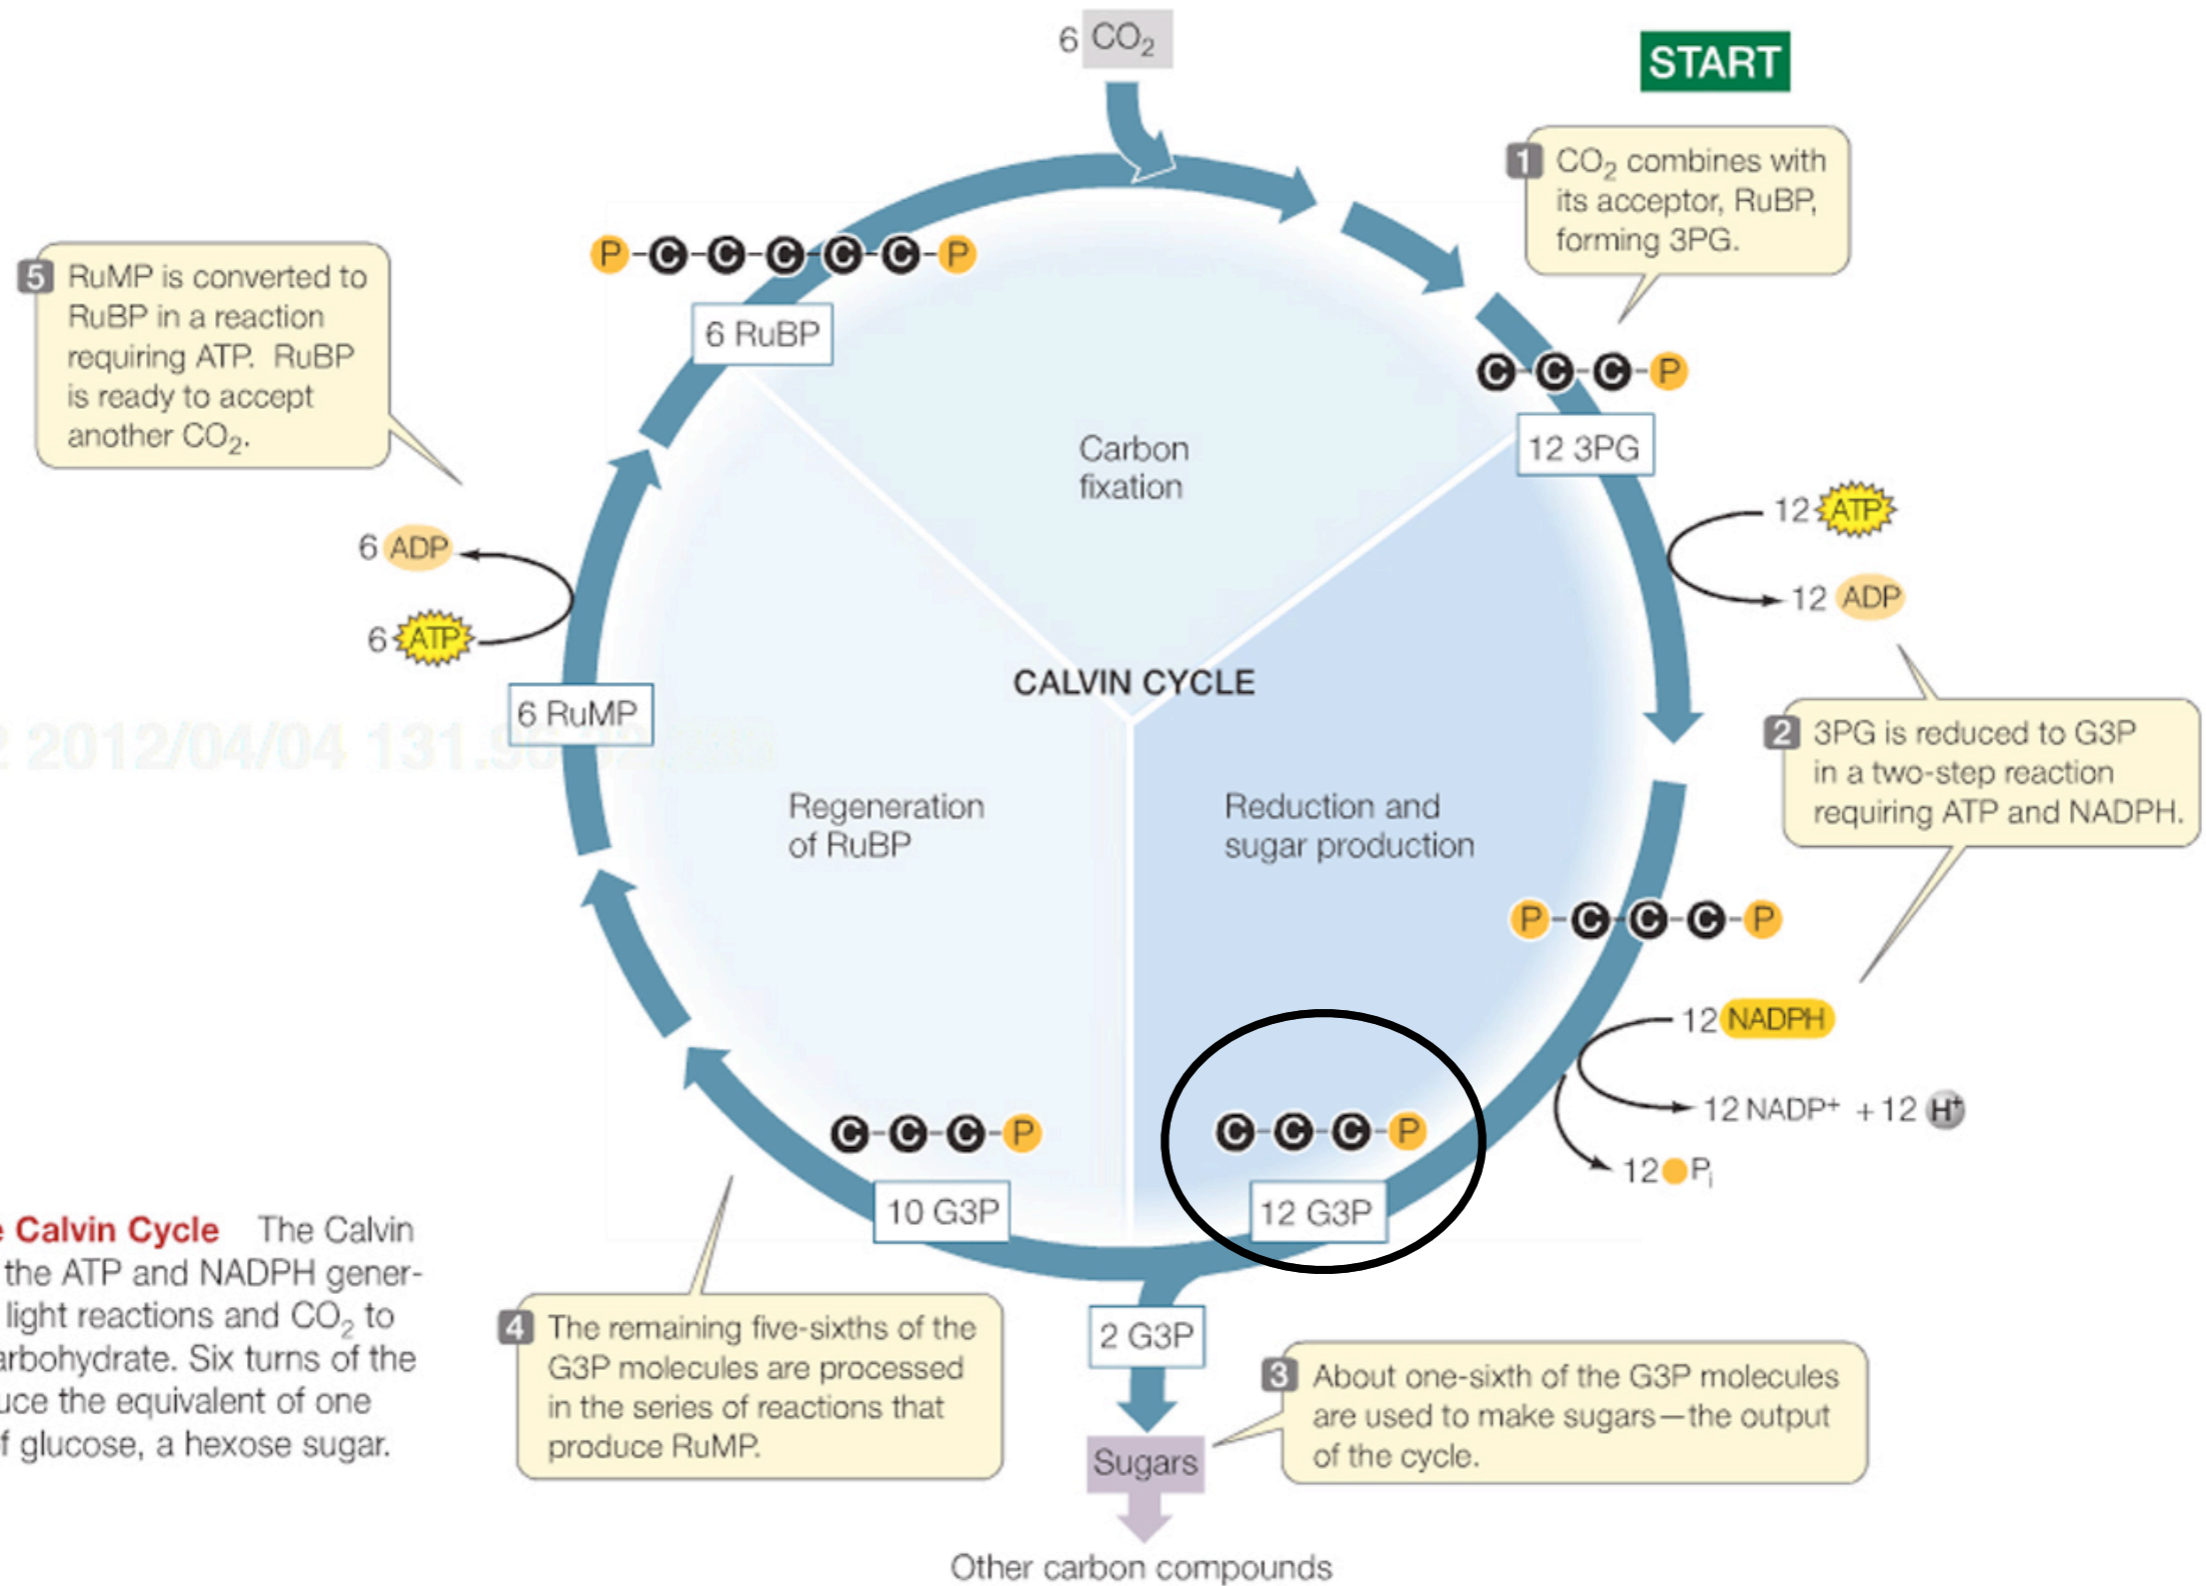 6 CO₂
START
1 CO₂ combines with
its acceptor, RuBP,
forming 3PG.
P-C-C-C-C-C-P
6 RuBP
5 RuMP is converted to
RuBP in a reaction
requiring ATP. RuBP
is ready to accept
another CO₂.
C-C-C-P
12 3PG
Carbon
fixation
12 ATP
12 ADP
6 ADP
6 ATP
CALVIN CYCLE
6 RuMP
2 2012/04/04 131.96
2 3PG is reduced to G3P
in a two-step reaction
requiring ATP and NADPH.
Regeneration
of RuBP
Reduction and
sugar production
P-C-C-C-P
12 NADPH
12 NADP⁺ + 12 H⁺
12 Pᵢ
C-C-C-P
10 G3P
C-C-C-P
12 G3P
Calvin Cycle The Calvin
the ATP and NADPH gener-
light reactions and CO₂ to
Six turns of the
the equivalent of one
glucose, a hexose sugar.
4 The remaining five-sixths of the
G3P molecules are processed
in the series of reactions that
produce RuMP.
2 G3P
3 About one-sixth of the G3P molecules
are used to make sugars—the output
of the cycle.
Sugars
Other carbon compounds